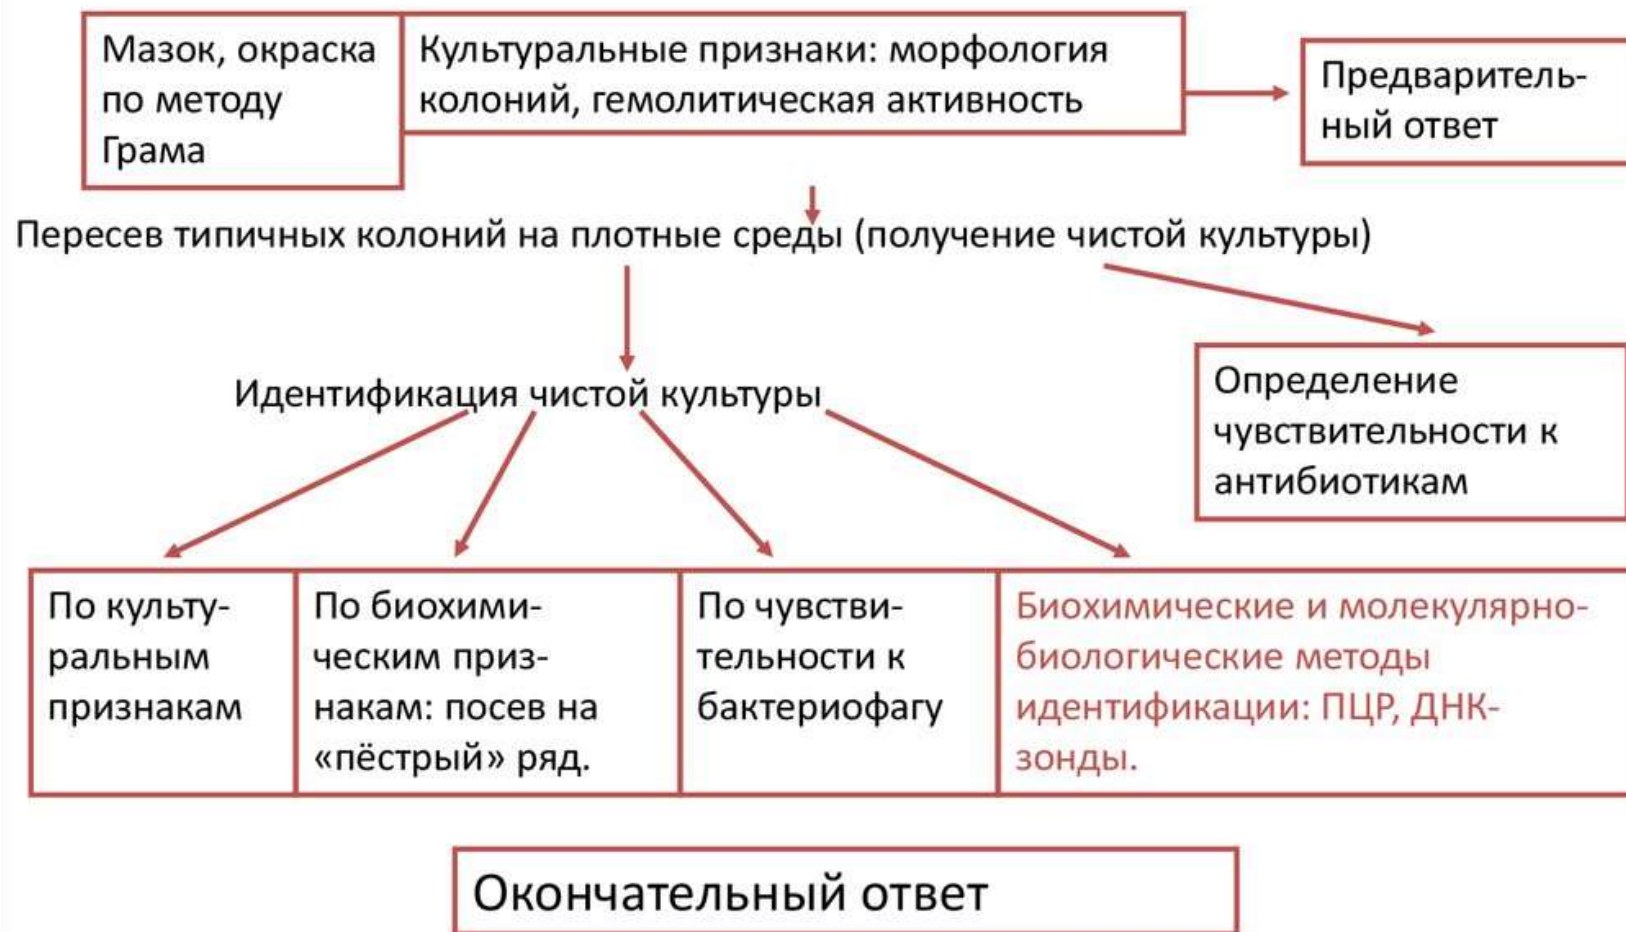 Мазок, окраска
по методу
Грама
Культуральные признаки: морфология
колоний, гемолитическая активность
Предваритель-
ный ответ
Пересев типичных колоний на плотные среды (получение чистой культуры)
Идентификация чистой культуры
Определение
чувствительности к
антибиотикам
По культу-
ральным
признакам
По биохими-
ческим приз-
накам: посев на
«пёстрый» ряд.
По чувстви-
тельности к
бактериофагу
Биохимические и молекулярно-
биологические методы
идентификации: ПЦР, ДНК-
зонды.
Окончательный ответ